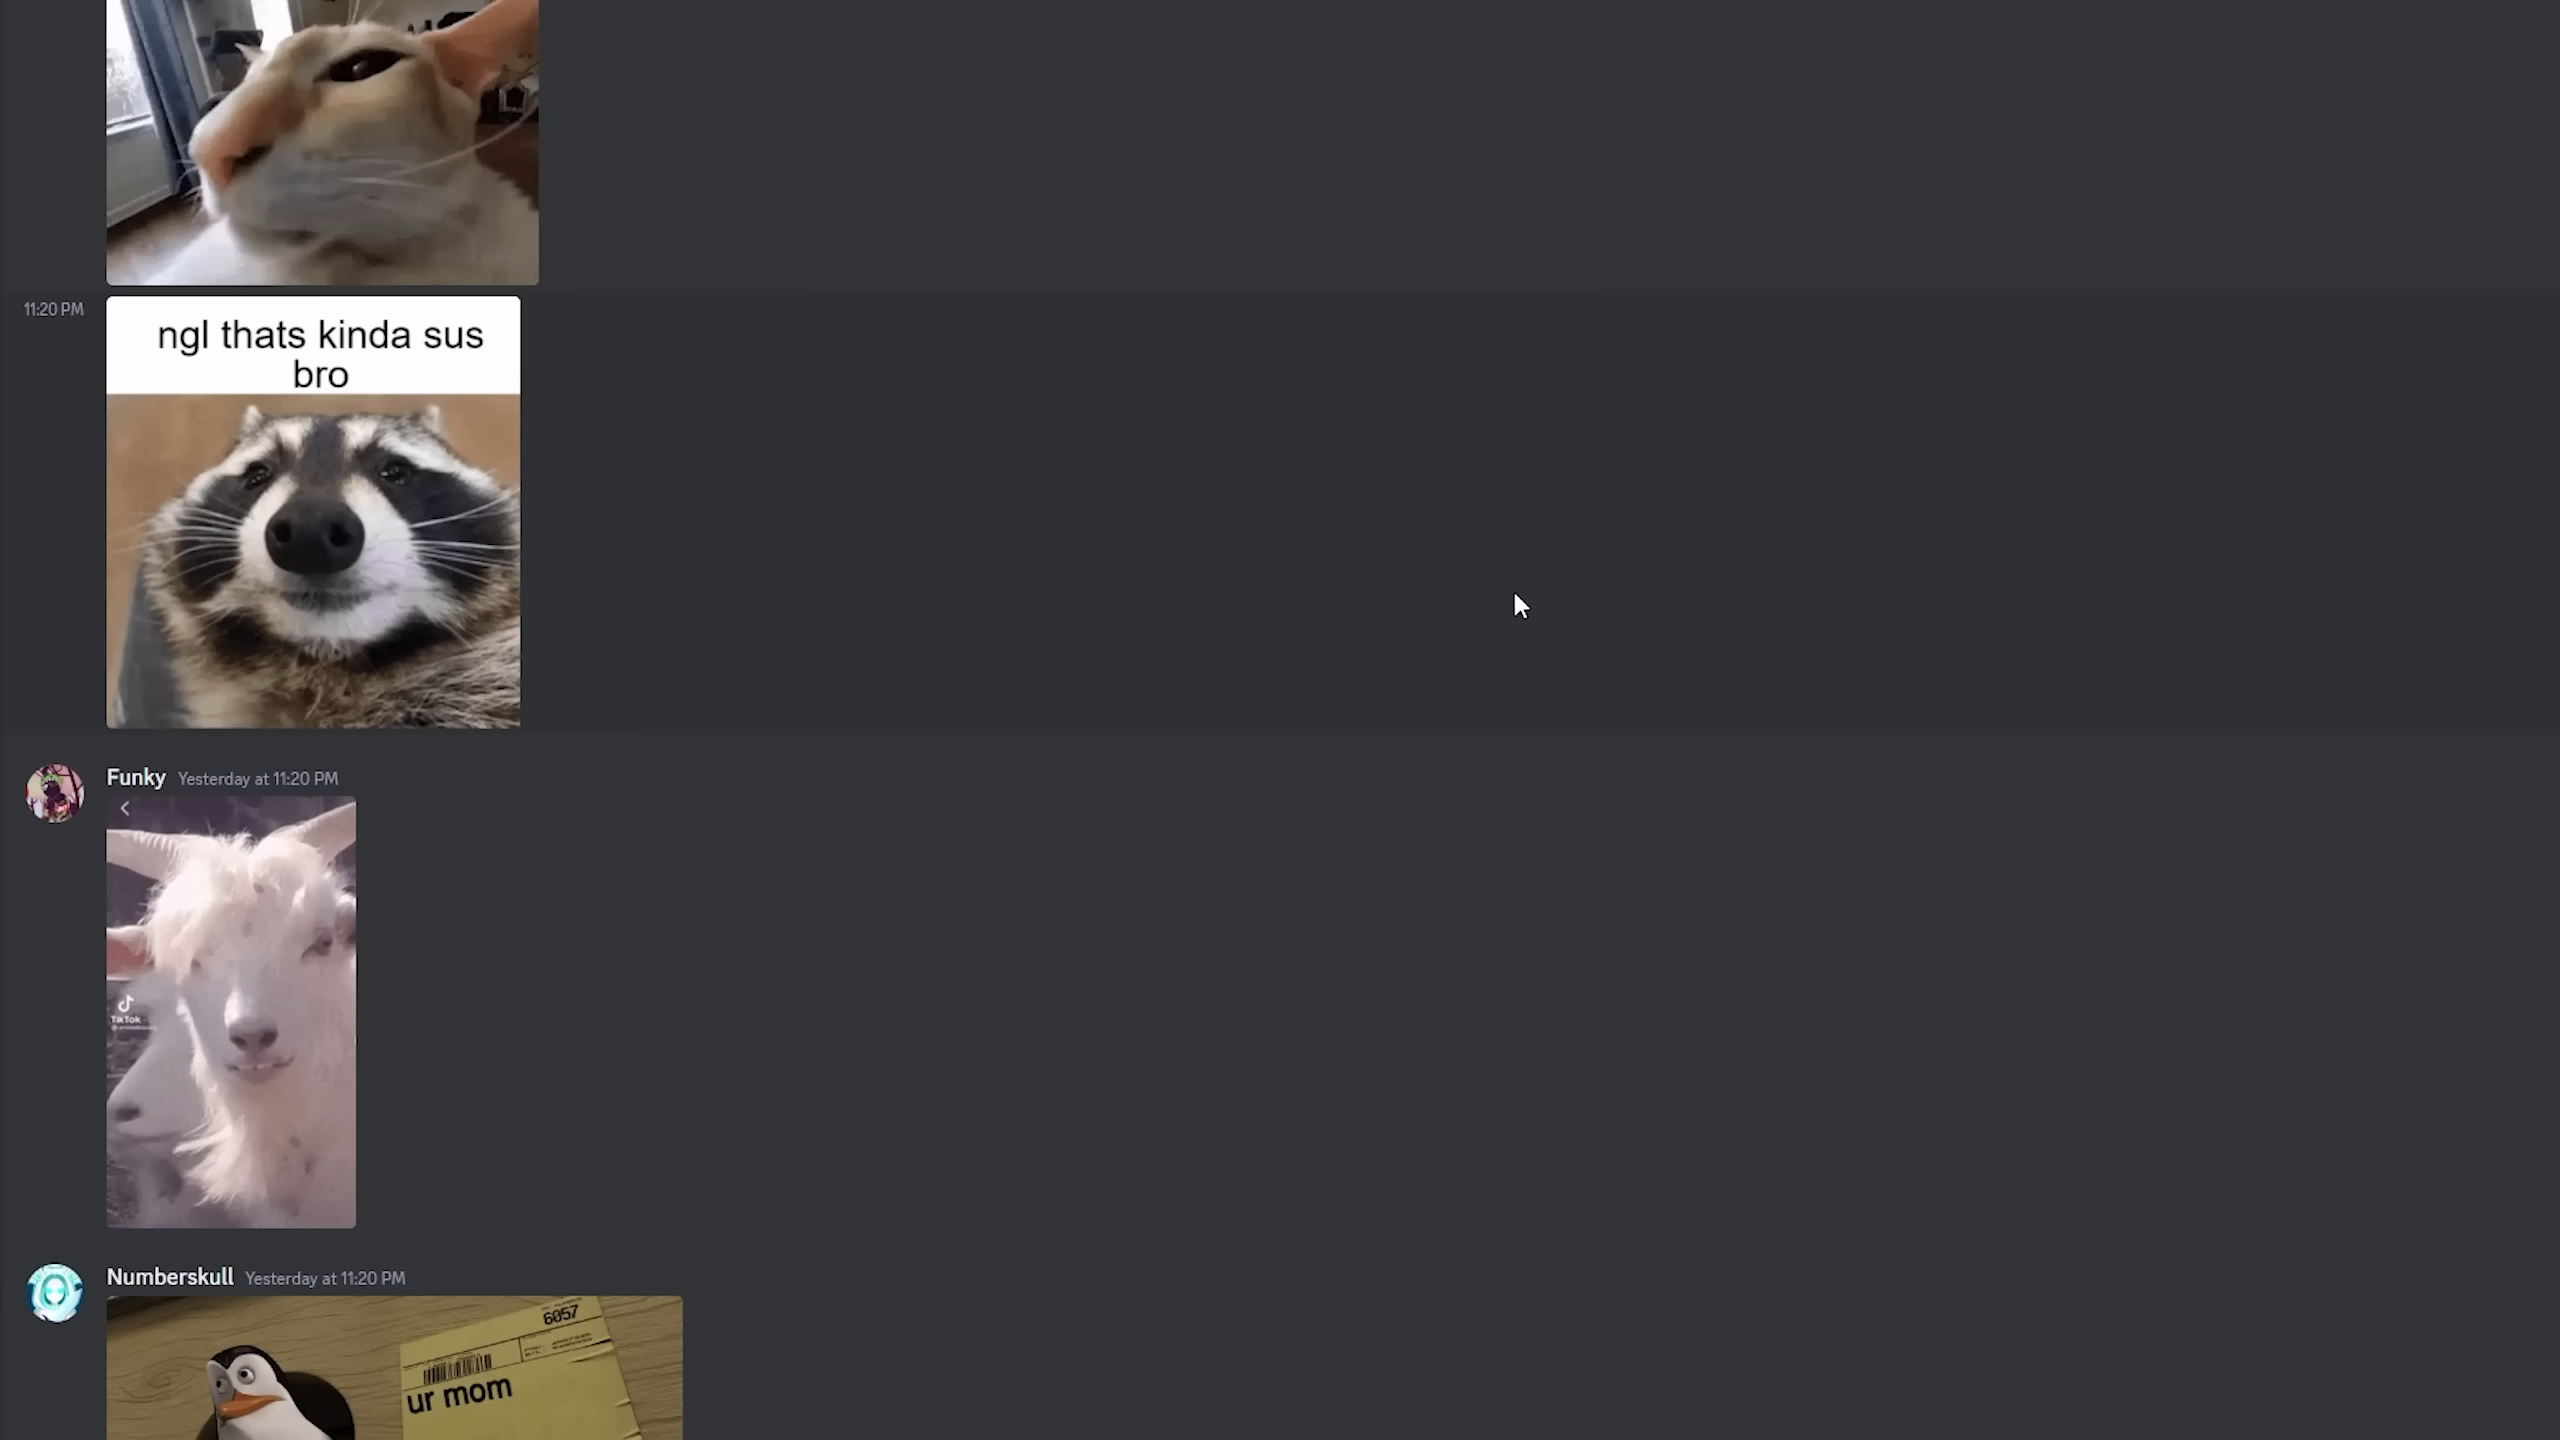 11:20 PM
ngl thats kinda sus
bro
Funky Yesterday at 11:20 PM
TikTok
Numberskull Yesterday at 11:20 PM
6057
ur mom